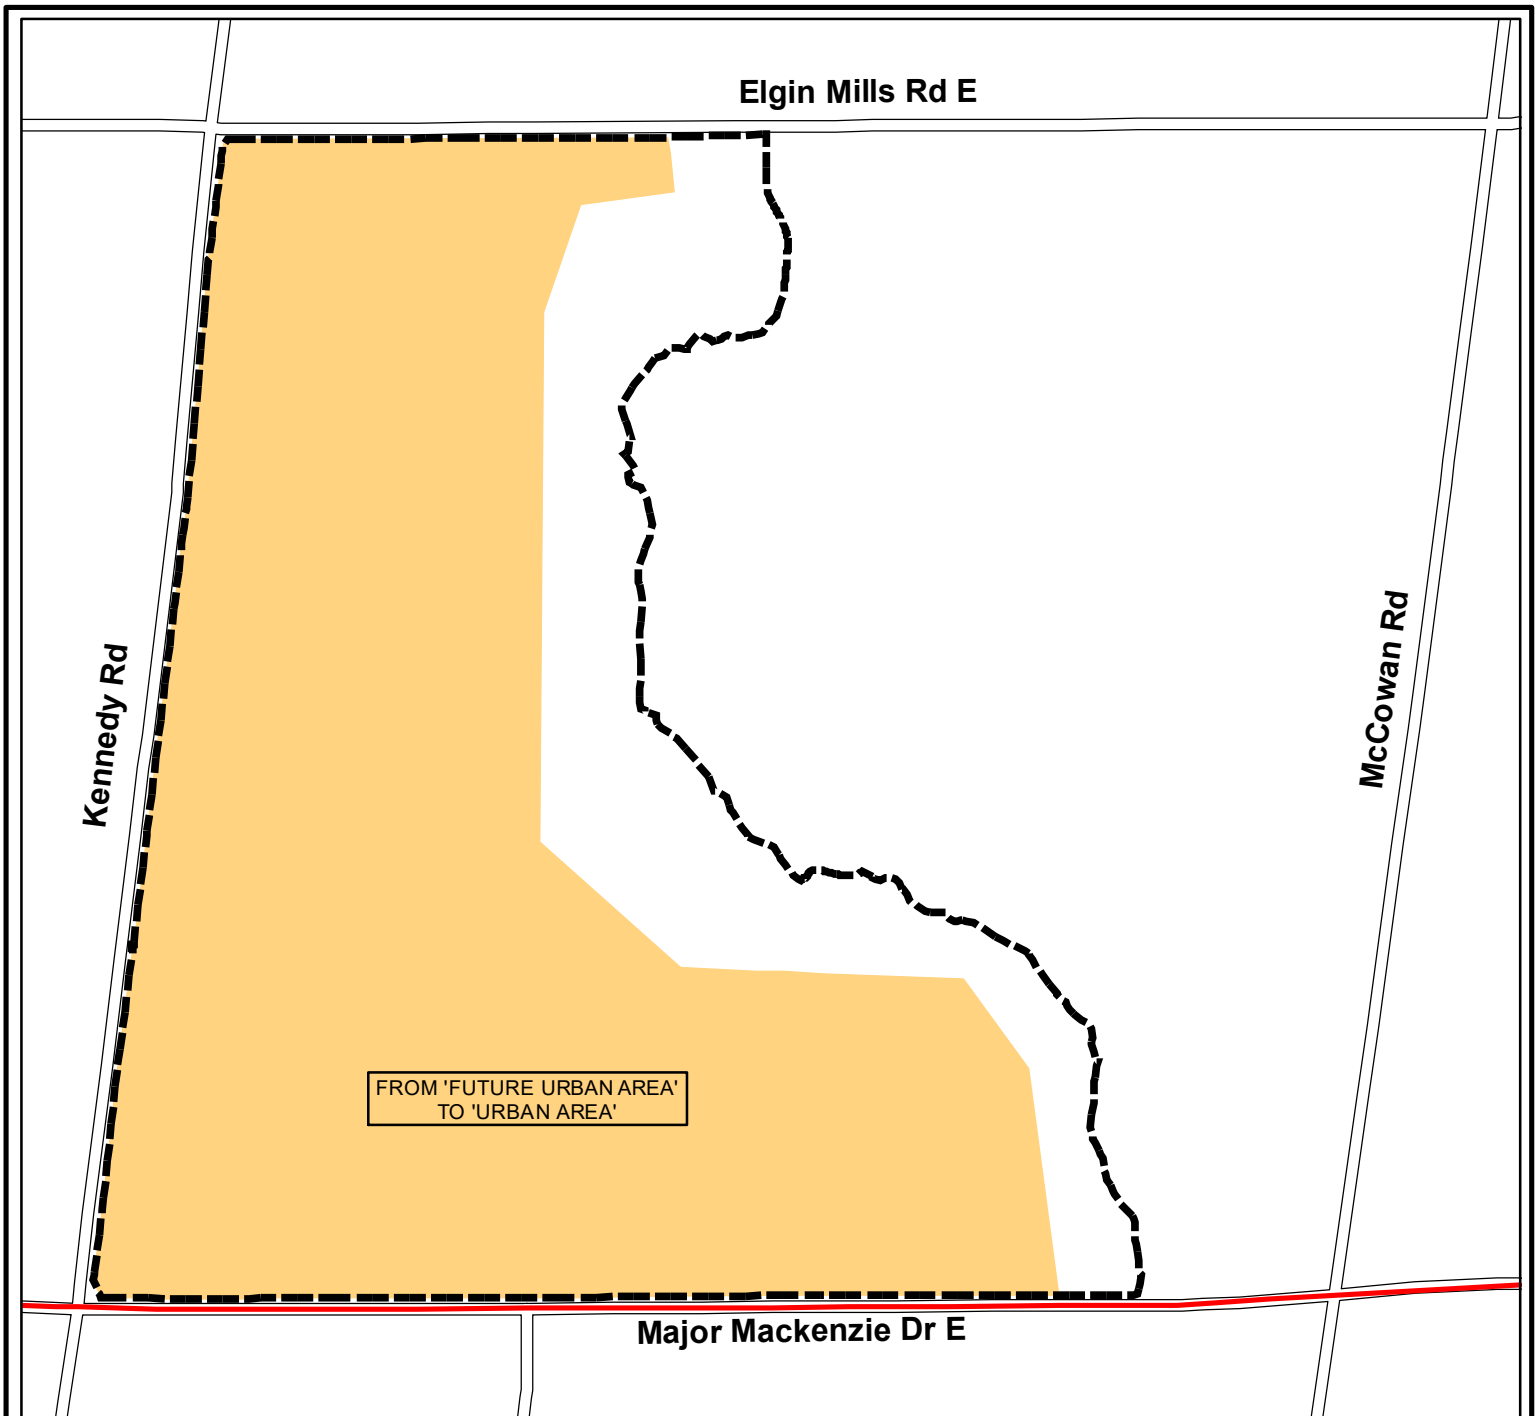 Elgin Mills Rd E
Kennedy Rd
McCowan Rd
FROM 'FUTURE URBAN AREA'
TO 'URBAN AREA'
Major Mackenzie Dr E